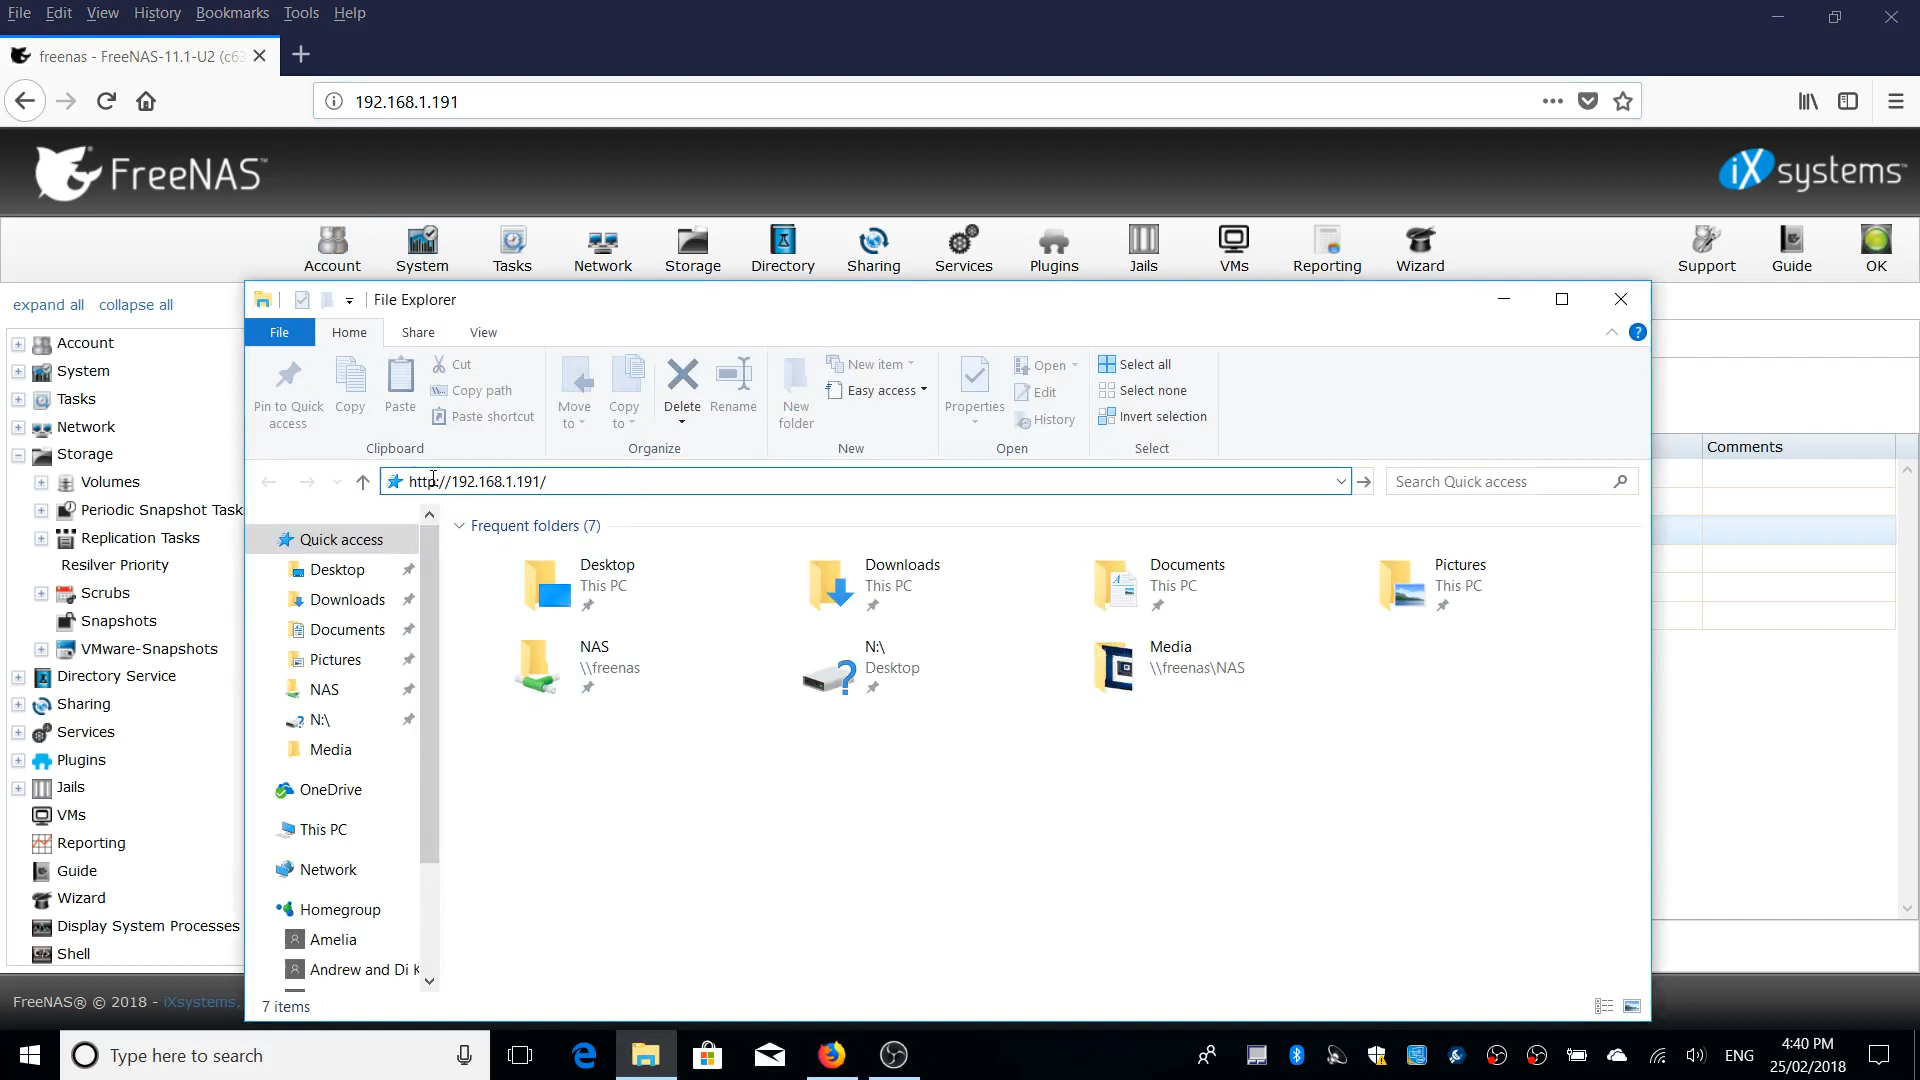 File Edit View History Bookmarks Tools Help
freenas - FreeNAS-11.1-U2 (c63
192.168.1.191
FreeNAS™
iXsystems™
Account System Tasks Network Storage Directory Sharing Services Plugins Jails VMs Reporting Wizard Support Guide OK
expand all collapse all
Account
System
Tasks
Network
Storage
Volumes
Periodic Snapshot Task
Replication Tasks
Resilver Priority
Scrubs
Snapshots
VMware-Snapshots
Directory Service
Sharing
Services
Plugins
Jails
VMs
Reporting
Guide
Wizard
Display System Processes
Shell
Comments
FreeNAS® © 2018 - iXsystems,
File Explorer
File Home Share View
Pin to Quick access
Copy
Paste
Cut
Copy path
Paste shortcut
Clipboard
Move to
Copy to
Delete
Rename
Organize
New folder
New item
Easy access
New
Properties
Open
Edit
History
Open
Select all
Select none
Invert selection
Select
http://192.168.1.191/
Search Quick access
Quick access
Desktop
Downloads
Documents
Pictures
NAS
N:\
Media
OneDrive
This PC
Network
Homegroup
Amelia
Andrew and Di K
Frequent folders (7)
Desktop
This PC
Downloads
This PC
Documents
This PC
Pictures
This PC
NAS
\\freenas
N:\
Desktop
Media
\\freenas\NAS
7 items
Type here to search
ENG
4:40 PM
25/02/2018